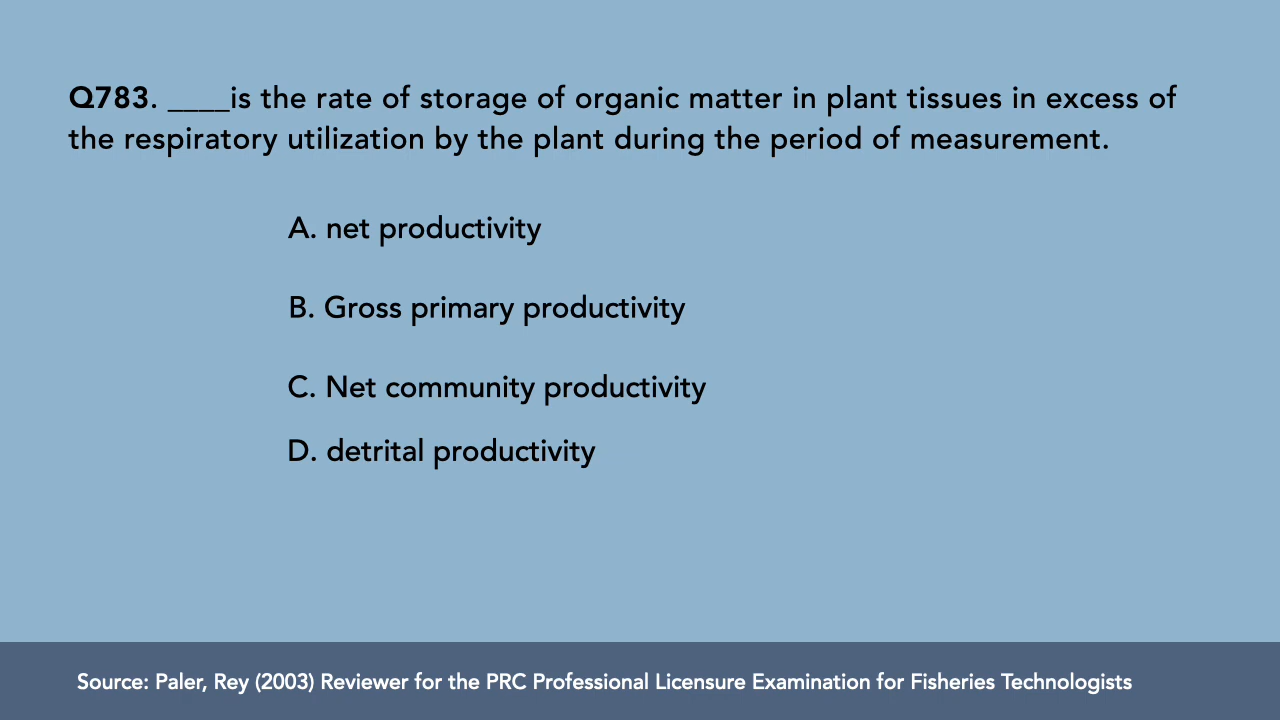 Q783. ____is the rate of storage of organic matter in plant tissues in excess of
the respiratory utilization by the plant during the period of measurement.
A. net productivity
B. Gross primary productivity
C. Net community productivity
D. detrital productivity
Source: Paler, Rey (2003) Reviewer for the PRC Professional Licensure Examination for Fisheries Technologists